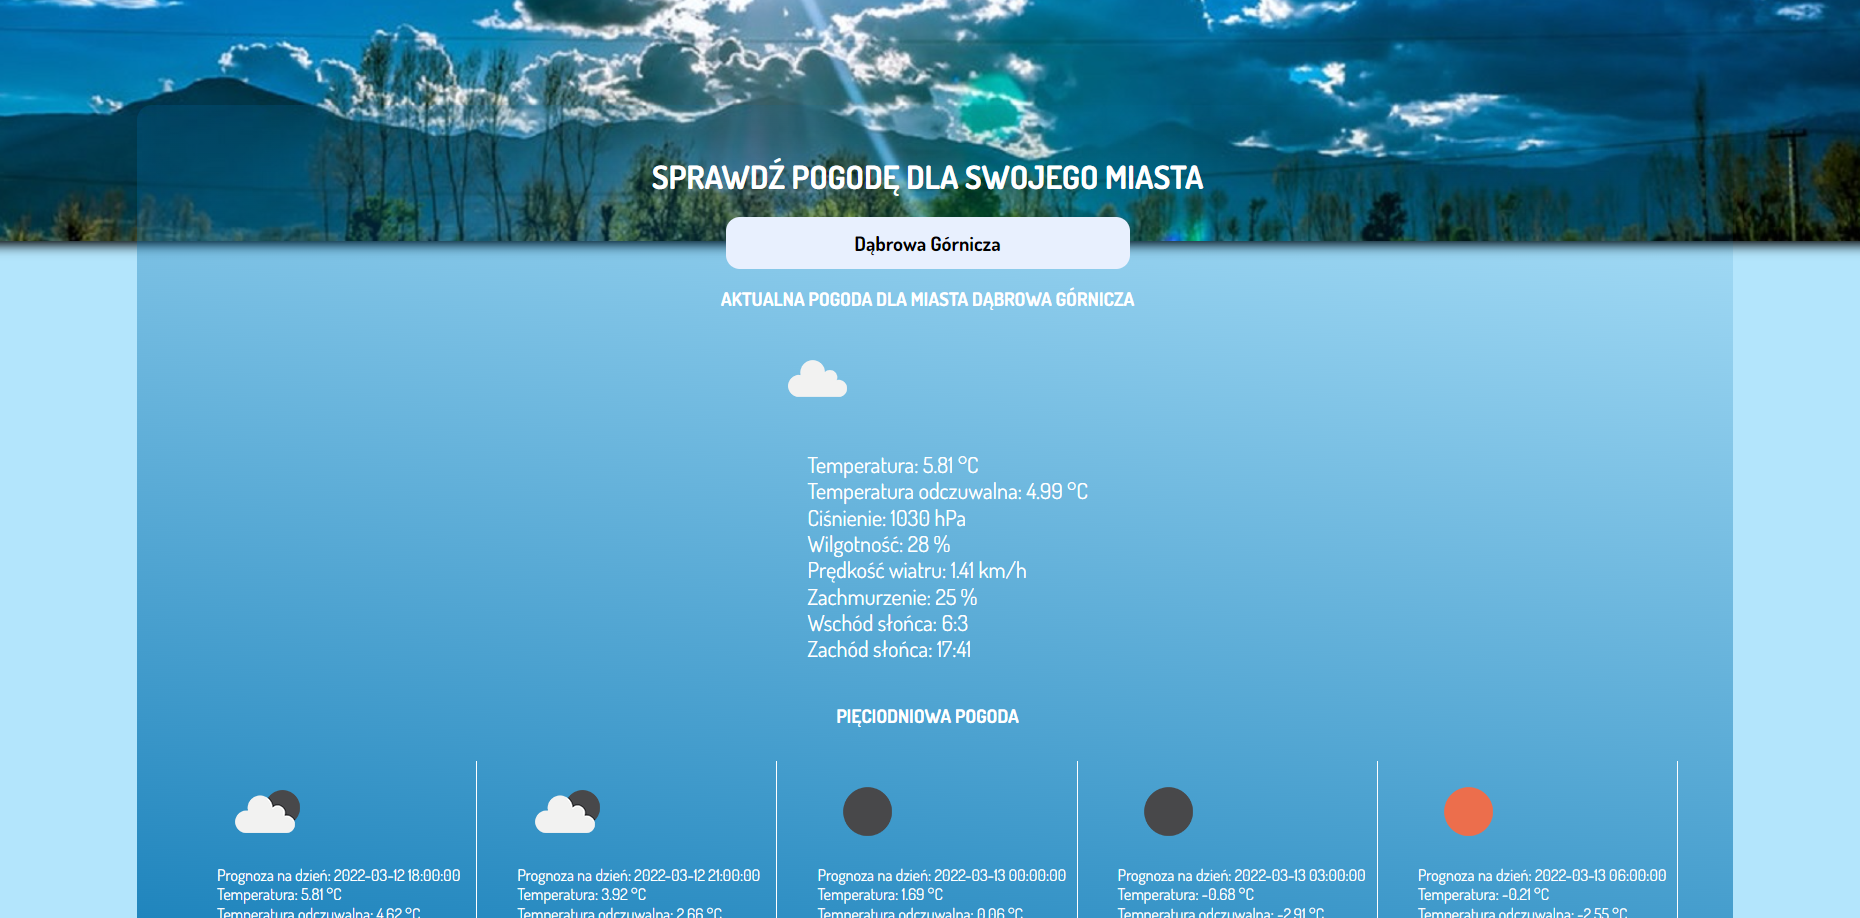 SPRAWDŹ POGODĘ DLA SWOJEGO MIASTA
Dąbrowa Górnicza
AKTUALNA POGODA DLA MIASTA DĄBROWA GÓRNICZA
Temperatura: 5.81 °C
Temperatura odczuwalna: 4.99 °C
Ciśnienie: 1030 hPa
Wilgotność: 28 %
Prędkość wiatru: 1.41 km/h
Zachmurzenie: 25 %
Wschód słońca: 6:3
Zachód słońca: 17:41
PIĘCIODNIOWA POGODA
Prognoza na dzień: 2022-03-12 18:00:00
Temperatura: 5.81 °C
Temperatura odczuwalna: 4.62 °C
Prognoza na dzień: 2022-03-12 21:00:00
Temperatura: 3.92 °C
Temperatura odczuwalna: 2.66 °C
Prognoza na dzień: 2022-03-13 00:00:00
Temperatura: 1.69 °C
Temperatura odczuwalna: 0.06 °C
Prognoza na dzień: 2022-03-13 03:00:00
Temperatura: -0.68 °C
Temperatura odczuwalna: -2.91 °C
Prognoza na dzień: 2022-03-13 06:00:00
Temperatura: -0.21 °C
Temperatura odczuwalna: -2.55 °C